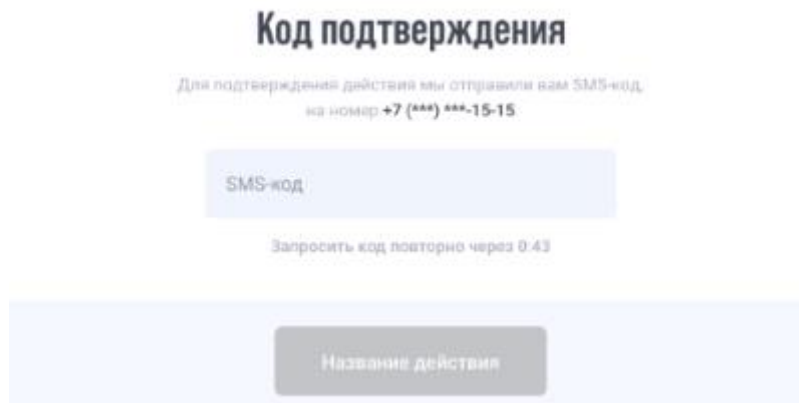 Код подтверждения
Для подтверждения действия мы отправили вам SMS-код,
на номер +7 (***) ***-15-15
SMS-код
Запросить код повторно через 0:43
Название действия